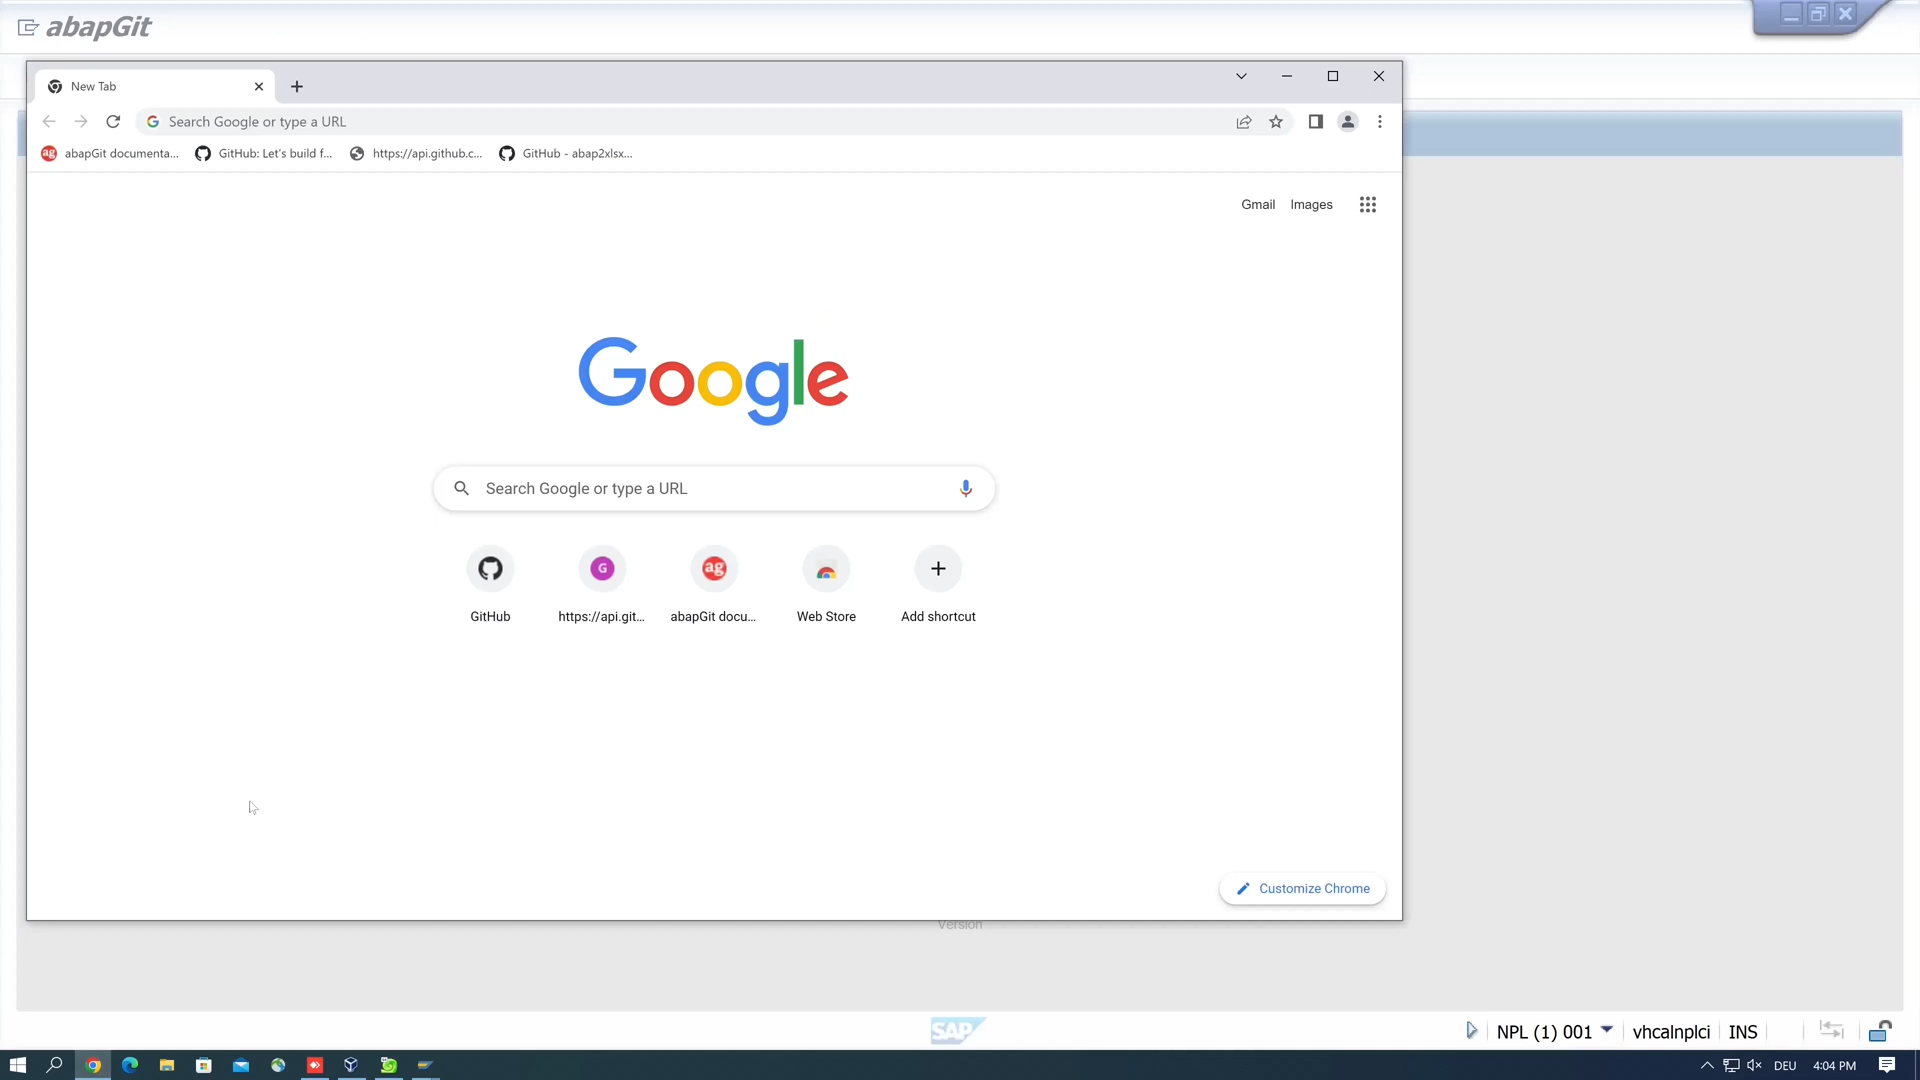 abapGit
New Tab
Search Google or type a URL
ag abapGit documenta...
GitHub: Let's build f...
https://api.github.c...
GitHub - abap2xlsx...
Gmail
Images
Google
Search Google or type a URL
G
ag
GitHub
https://api.git...
abapGit docu...
Web Store
Add shortcut
Customize Chrome
Version
SAP
NPL (1) 001
vhcalnplci
INS
DEU
4:04 PM